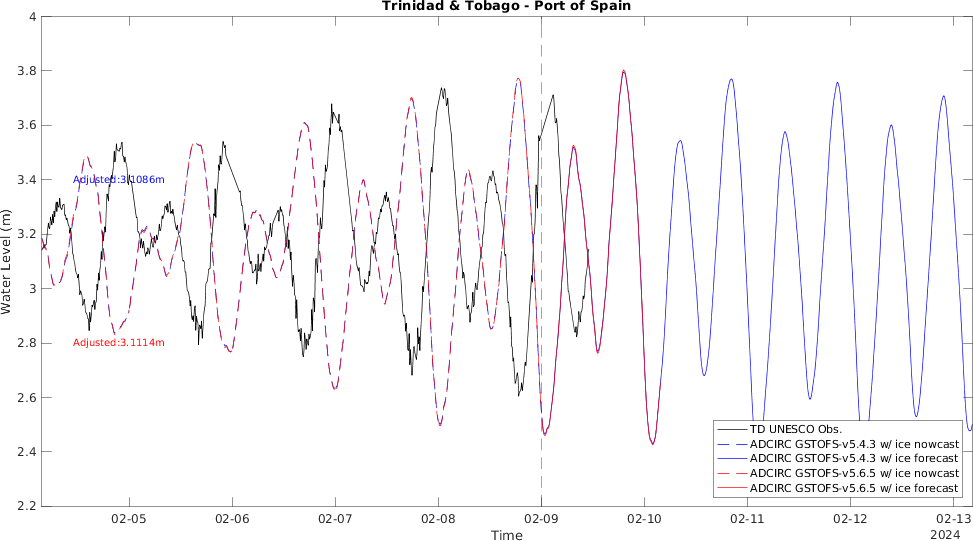 Trinidad & Tobago - Port of Spain
4
3.8
3.6
3.4
3.2
3
2.8
2.6
2.4
2.2
Water Level (m)
Adjusted:3.1086m
Adjusted:3.1114m
TD UNESCO Obs.
ADCIRC GSTOFS-v5.4.3 w/ ice nowcast
ADCIRC GSTOFS-v5.4.3 w/ ice forecast
ADCIRC GSTOFS-v5.6.5 w/ ice nowcast
ADCIRC GSTOFS-v5.6.5 w/ ice forecast
02-05 02-06 02-07 02-08 02-09 02-10 02-11 02-12 02-13
Time
2024